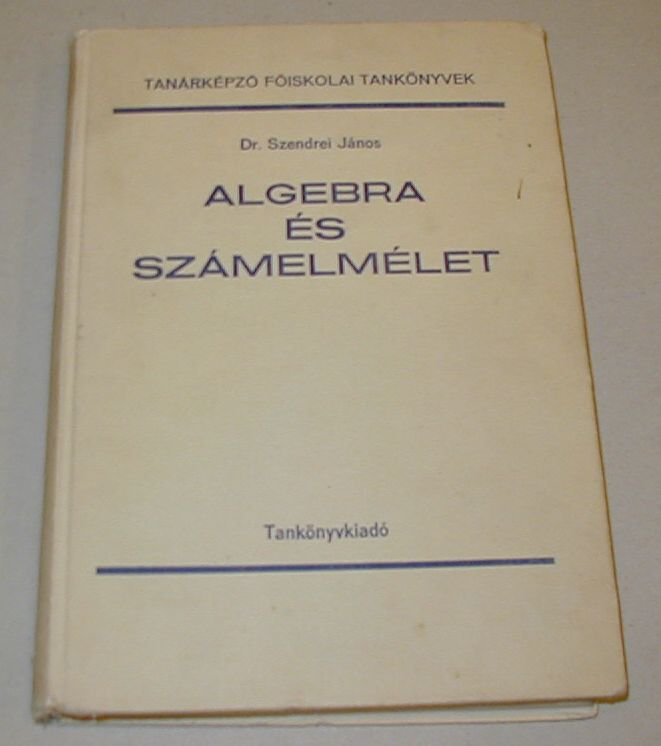 TANÁRKÉPZŐ FŐISKOLAI TANKÖNYVEK
Dr. Szendrei János
ALGEBRA
ÉS
SZÁMELMÉLET
Tankönyvkiadó